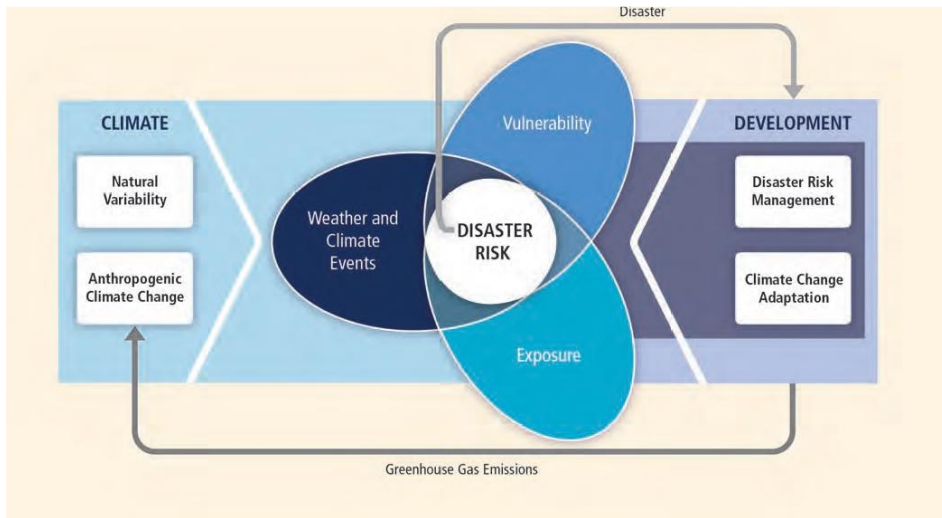 Disaster
CLIMATE
Natural
Variability
Anthropogenic
Climate Change
Vulnerability
Weather and
Climate
Events
DISASTER
RISK
Exposure
DEVELOPMENT
Disaster Risk
Management
Climate Change
Adaptation
Greenhouse Gas Emissions